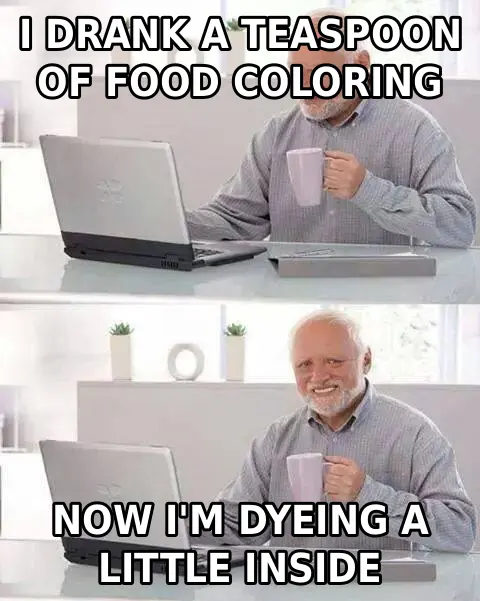 I DRANK A TEASPOON
OF FOOD COLORING
NOW I'M DYEING A
LITTLE INSIDE